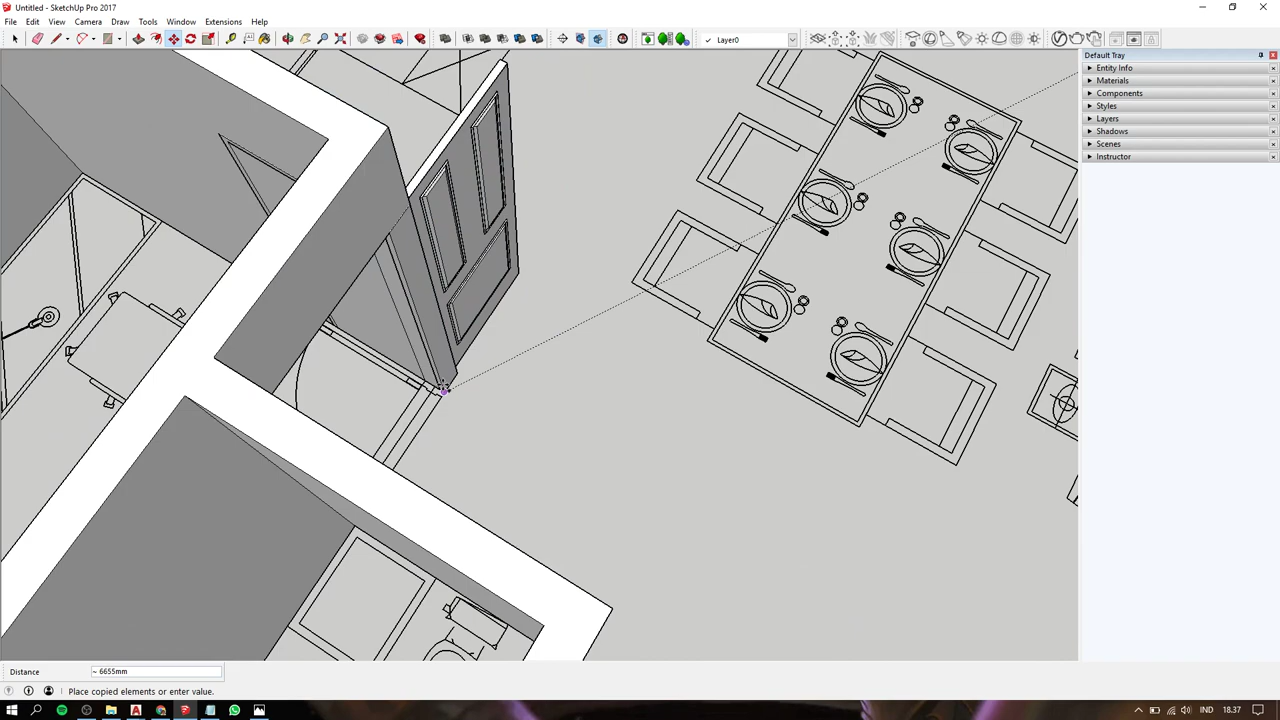 Untitled - SketchUp Pro 2017
File Edit View Camera Draw Tools Window Extensions Help
Layer0
Default Tray
Entity Info
Materials
Components
Styles
Layers
Shadows
Scenes
Instructor
Distance ~ 6655mm
Place copied elements or enter value.
IND 18.37